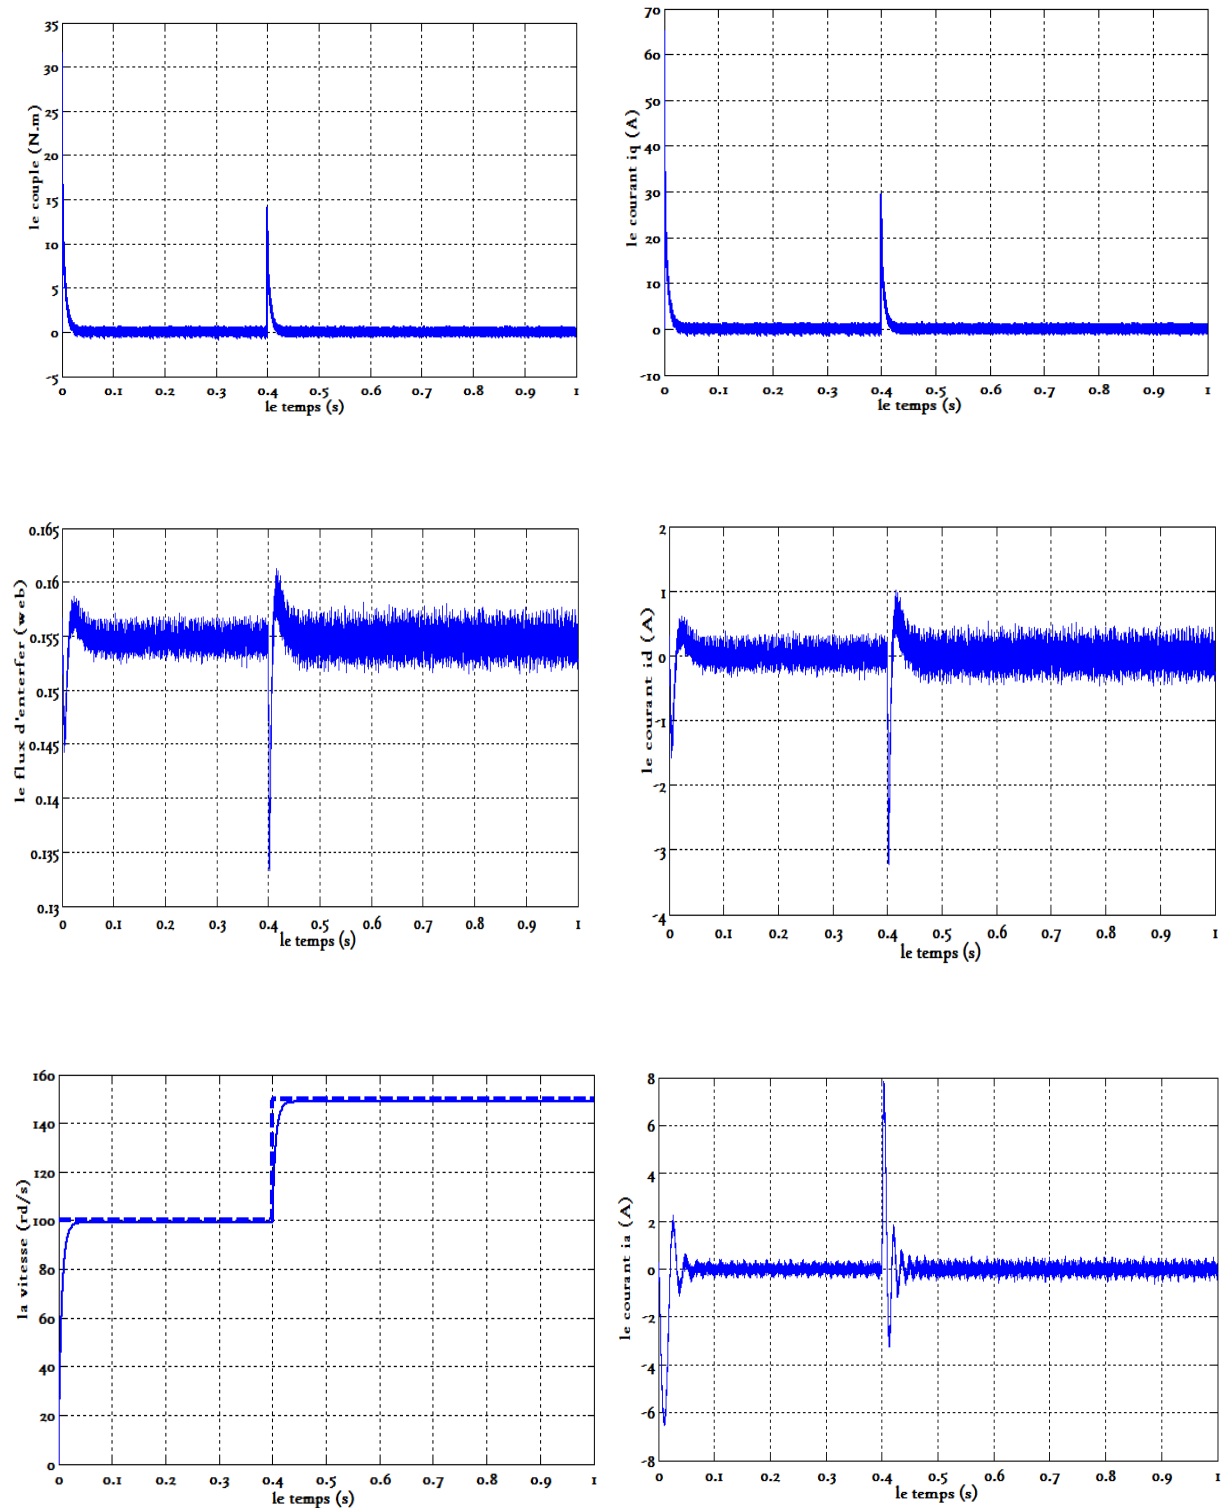 35
30
25
20
15
10
5
0
-5
le couple (N.m)
0 0.1 0.2 0.3 0.4 0.5 0.6 0.7 0.8 0.9 1
le temps (s)
70
60
50
40
30
20
10
0
-10
le courant iq (A)
0 0.1 0.2 0.3 0.4 0.5 0.6 0.7 0.8 0.9 1
le temps (s)
0.165
0.16
0.155
0.15
0.145
0.14
0.135
0.13
le flux d'enterfer (web)
0 0.1 0.2 0.3 0.4 0.5 0.6 0.7 0.8 0.9 1
le temps (s)
2
1
0
-1
-2
-3
-4
le courant id (A)
0 0.1 0.2 0.3 0.4 0.5 0.6 0.7 0.8 0.9 1
le temps (s)
160
140
120
100
80
60
40
20
0
la vitesse (rd/s)
0 0.1 0.2 0.3 0.4 0.5 0.6 0.7 0.8 0.9 1
le temps (s)
8
6
4
2
0
-2
-4
-6
-8
le courant ia (A)
0 0.1 0.2 0.3 0.4 0.5 0.6 0.7 0.8 0.9 1
le temps (s)